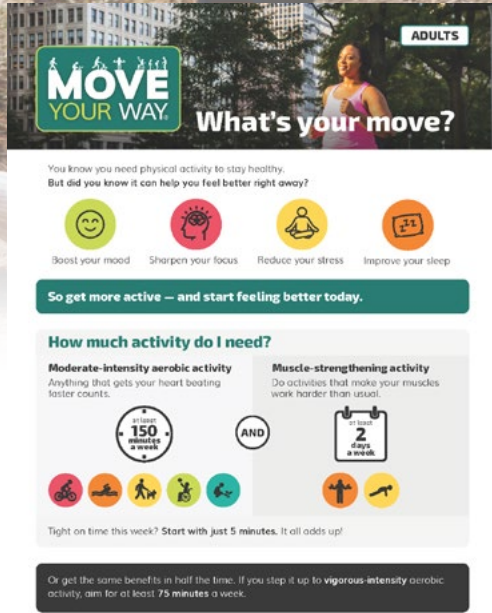 ADULTS
MOVE
YOUR WAY®
What's your move?
You know you need physical activity to stay healthy.
But did you know it can help you feel better right away?
Boost your mood
Sharpen your focus
Reduce your stress
Improve your sleep
So get more active — and start feeling better today.
How much activity do I need?
Moderate-intensity aerobic activity
Anything that gets your heart beating
faster counts.
at least
150
minutes
a week
AND
Muscle-strengthening activity
Do activities that make your muscles
work harder than usual.
at least
2
days
a week
Tight on time this week? Start with just 5 minutes. It all adds up!
Or get the same benefits in half the time. If you step it up to vigorous-intensity aerobic
activity, aim for at least 75 minutes a week.